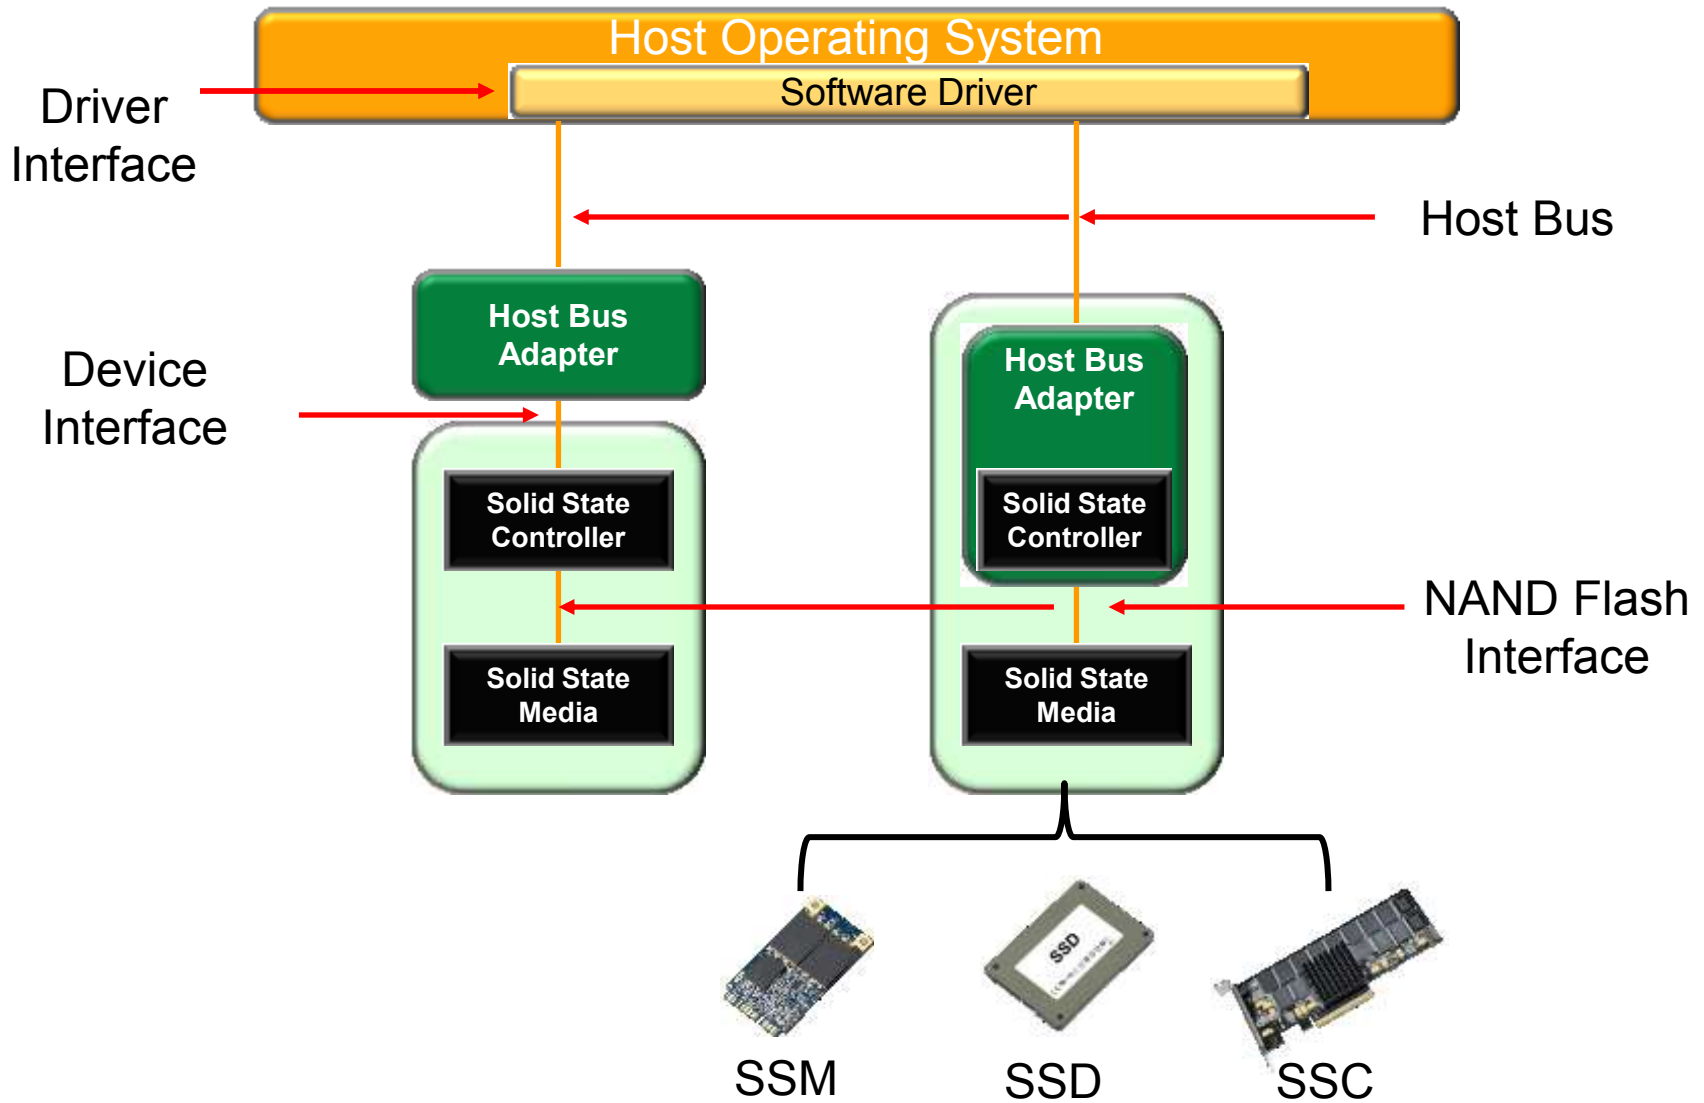 Host Operating System
Software Driver
Driver
Interface
Host Bus
Host Bus
Adapter
Host Bus
Adapter
Device
Interface
Solid State
Controller
Solid State
Controller
NAND Flash
Interface
Solid State
Media
Solid State
Media
SSD
SSM
SSD
SSC